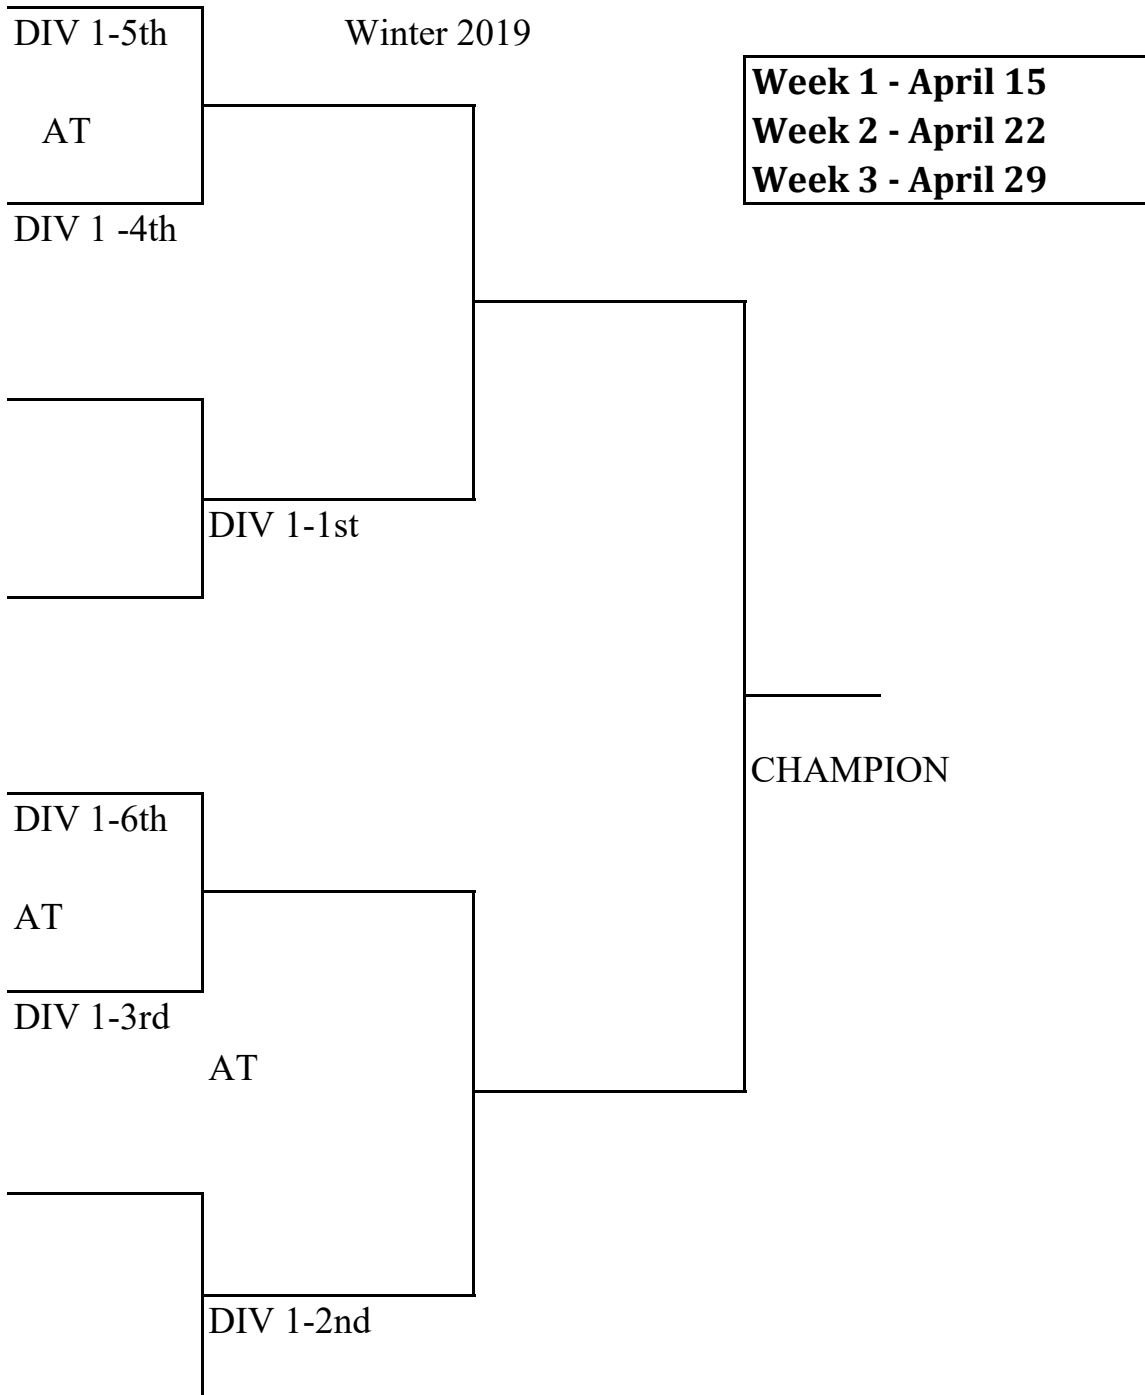 DIV 1-5th
Winter 2019
Week 1 - April 15
AT
Week 2 - April 22
Week 3 - April 29
DIV 1 -4th
DIV 1-1st
CHAMPION
DIV 1-6th
AT
DIV 1-3rd
AT
DIV 1-2nd